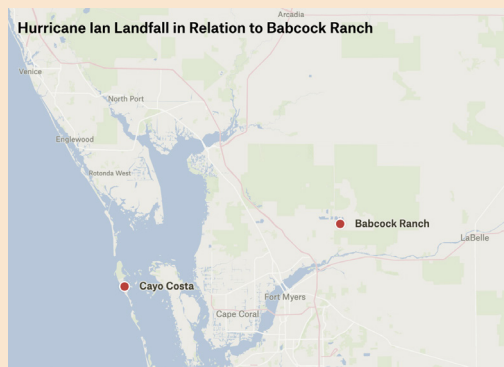 Hurricane Ian Landfall in Relation to Babcock Ranch
Arcadia
Venice
North Port
Englewood
Rotonda West
Babcock Ranch
LaBelle
Cayo Costa
Fort Myers
Cape Coral